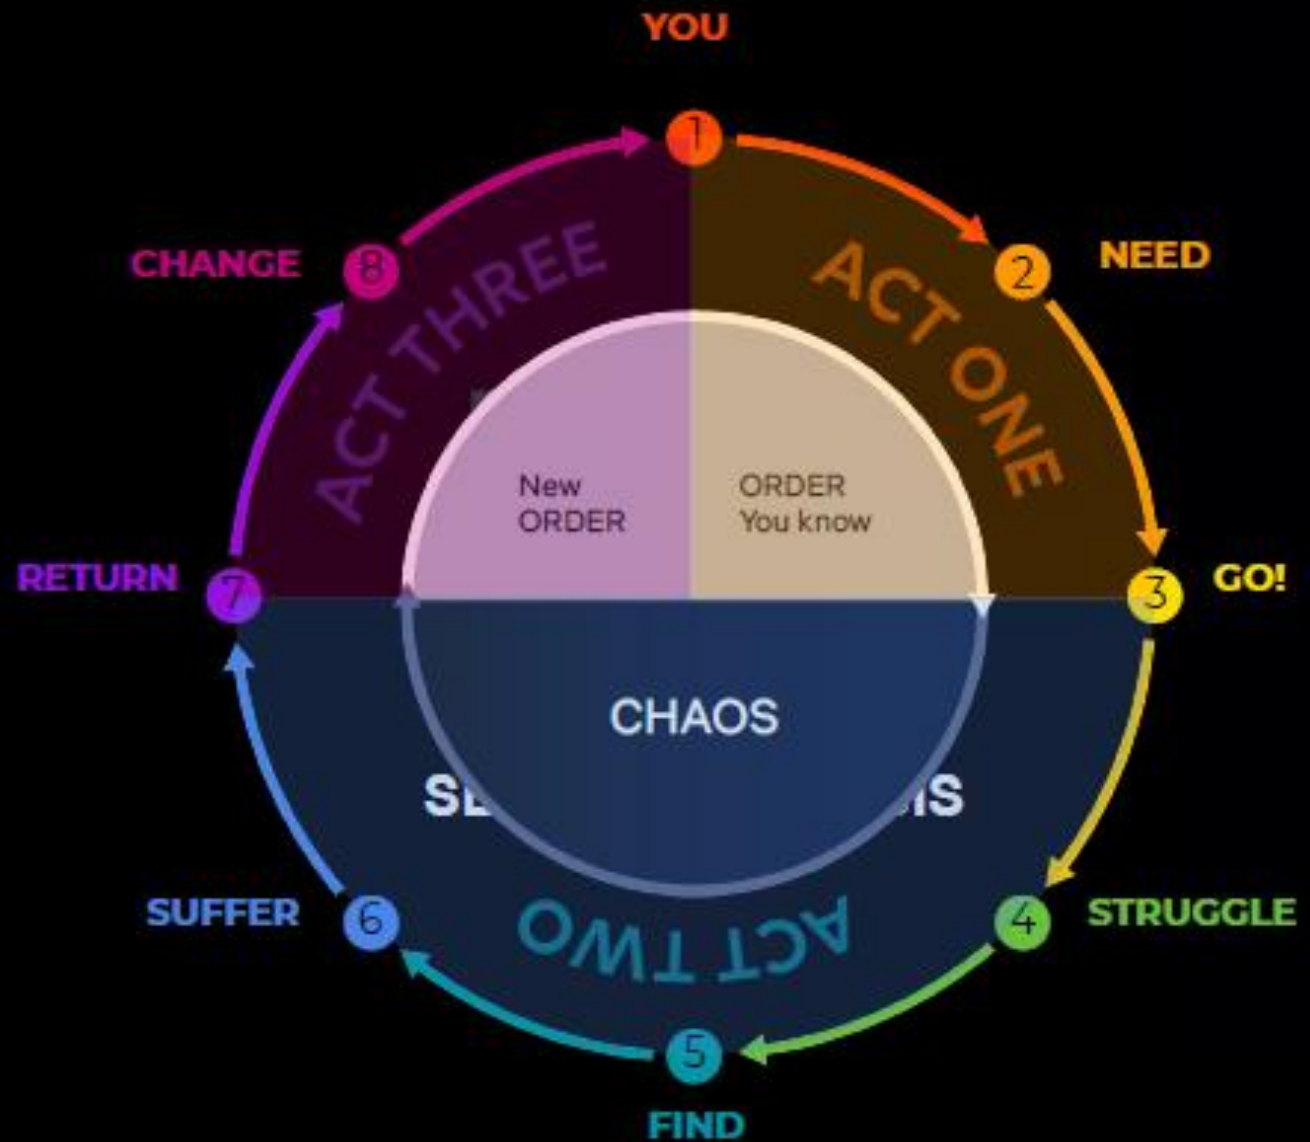 YOU
1
2
NEED
ACT ONE
3
GO!
4
STRUGGLE
ACT TWO
5
FIND
6
SUFFER
7
RETURN
ACT THREE
8
CHANGE
New
ORDER
ORDER
You know
CHAOS